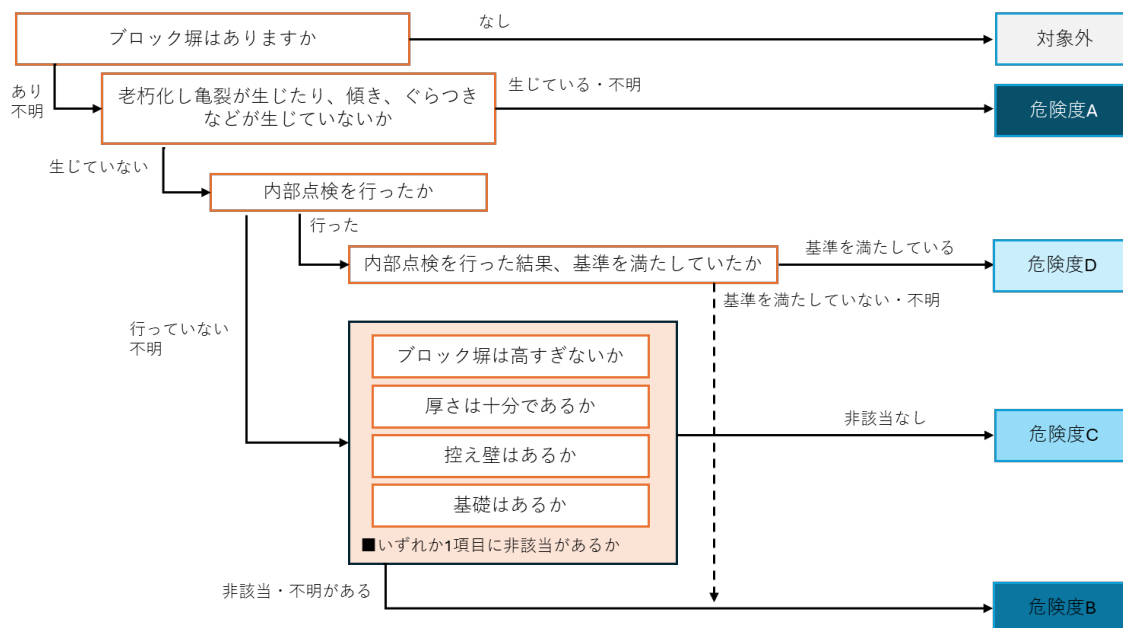 ブロック塀はありますか
なし
対象外
あり
不明
老朽化し亀裂が生じたり、傾き、ぐらつき
などが生じていないか
生じている・不明
危険度A
生じていない
内部点検を行ったか
行った
内部点検を行った結果、基準を満たしていたか
基準を満たしている
危険度D
基準を満たしていない・不明
行っていない
不明
ブロック塀は高すぎないか
厚さは十分であるか
控え壁はあるか
基礎はあるか
■いずれか1項目に非該当があるか
非該当なし
危険度C
非該当・不明がある
危険度B